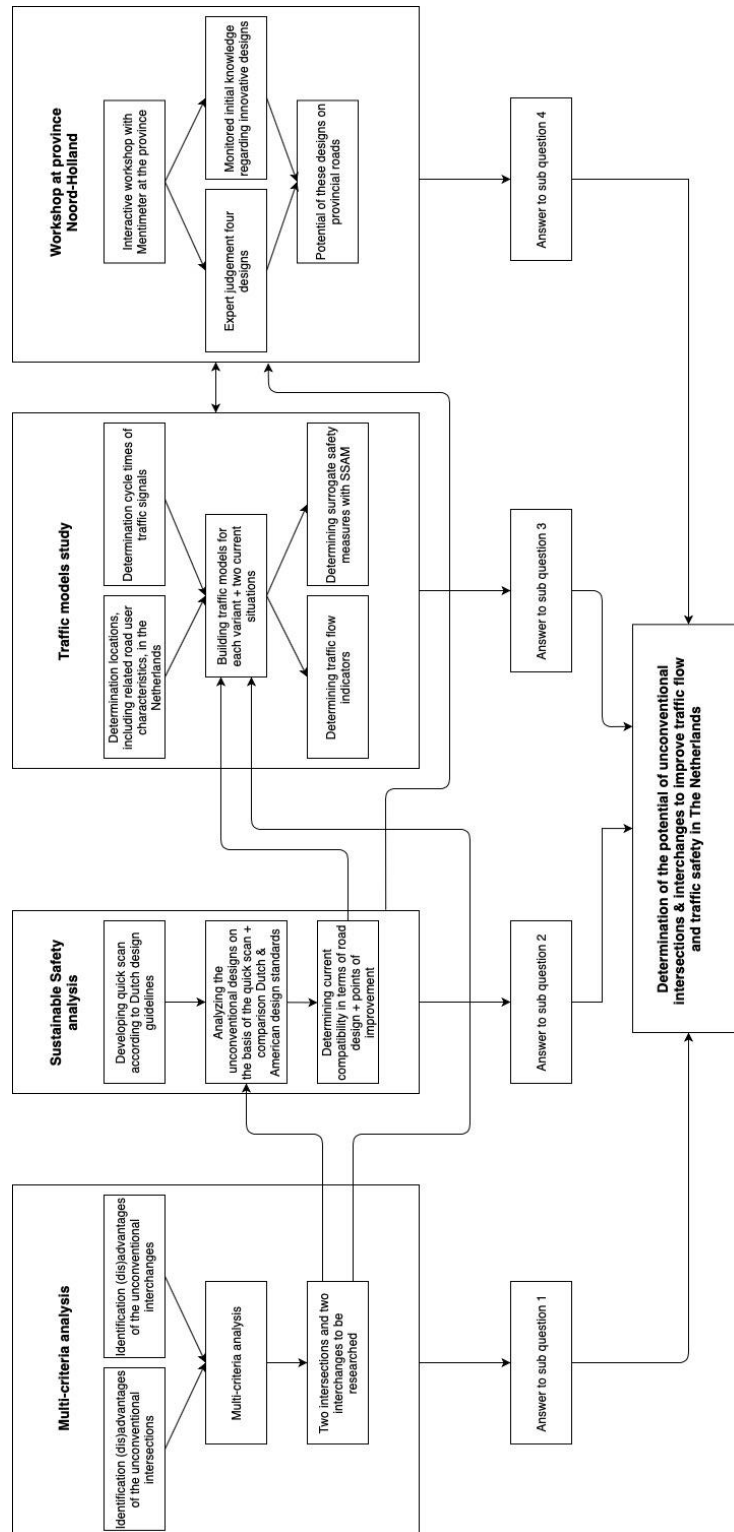 Multi-criteria analysis
Identification (dis)advantages
of the unconventional
intersections
Identification (dis)advantages
of the unconventional
interchanges
Multi-criteria analysis
Two intersections and two
interchanges to be
researched
Answer to sub question 1
Sustainable Safety
analysis
Developing quick scan
according to Dutch design
guidelines
Analyzing the
unconventional designs on
the basis of the quick scan +
comparison Dutch &
American design standards
Determining current
compatibility in terms of road
design + points of
improvement
Answer to sub question 2
Traffic models study
Determination locations,
including related road user
characteristics, in the
Netherlands
Determination cycle times of
traffic signals
Building traffic models for
each variant + two current
situations
Determining traffic flow
indicators
Determining surrogate safety
measures with SSAM
Answer to sub question 3
Workshop at province
Noord-Holland
Interactive workshop with
Mentimeter at the province
Expert judgement four
designs
Monitored initial knowledge
regarding innovative designs
Potential of these designs on
provincial roads
Answer to sub question 4
Determination of the potential of unconventional
intersections & interchanges to improve traffic flow
and traffic safety in The Netherlands